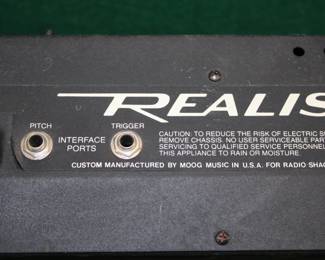 REALIS
PITCH
TRIGGER
INTERFACE
PORTS
CAUTION: TO REDUCE THE RISK OF ELECTRIC S
REMOVE CHASSIS. NO USER SERVICEABLE PAR
SERVICING TO QUALIFIED SERVICE PERSONNEL.
THIS APPLIANCE TO RAIN OR MOISTURE.
CUSTOM MANUFACTURED BY MOOG MUSIC IN U.S.A. FOR RADIO SHAC